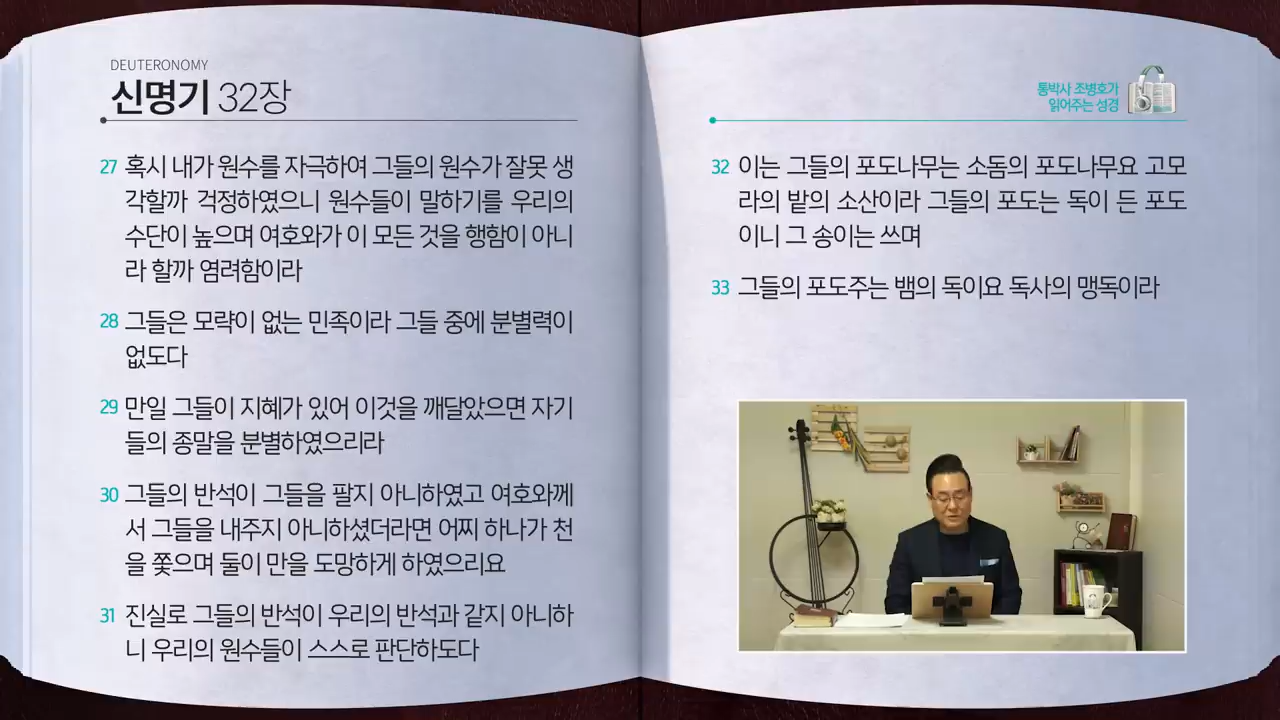 DEUTERONOMY
신명기 32장
27 혹시 내가 원수를 자극하여 그들의 원수가 잘못 생
각할까 걱정하였으니 원수들이 말하기를 우리의
수단이 높으며 여호와가 이 모든 것을 행함이 아니
라 할까 염려함이라
28 그들은 모략이 없는 민족이라 그들 중에 분별력이
없도다
29 만일 그들이 지혜가 있어 이것을 깨달았으면 자기
들의 종말을 분별하였으리라
30 그들의 반석이 그들을 팔지 아니하였고 여호와께
서 그들을 내주지 아니하셨더라면 어찌 하나가 천
을 쫓으며 둘이 만을 도망하게 하였으리요
31 진실로 그들의 반석이 우리의 반석과 같지 아니하
니 우리의 원수들이 스스로 판단하도다
통박사 조병호가
읽어주는 성경
32 이는 그들의 포도나무는 소돔의 포도나무요 고모
라의 밭의 소산이라 그들의 포도는 독이 든 포도
이니 그 송이는 쓰며
33 그들의 포도주는 뱀의 독이요 독사의 맹독이라